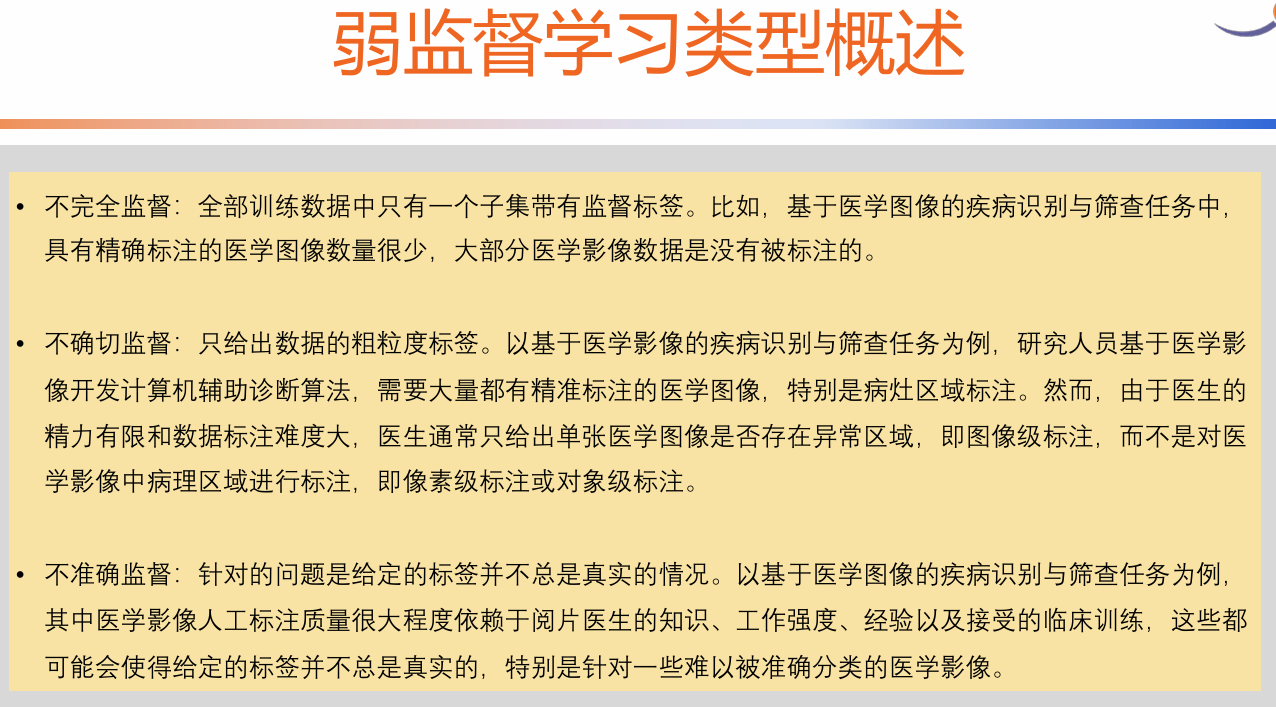 弱监督学习类型概述
• 不完全监督：全部训练数据中只有一个子集带有监督标签。比如，基于医学图像的疾病识别与筛查任务中，
具有精确标注的医学图像数量很少，大部分医学影像数据是没有被标注的。
• 不确切监督：只给出数据的粗粒度标签。以基于医学影像的疾病识别与筛查任务为例，研究人员基于医学影
像开发计算机辅助诊断算法，需要大量都有精准标注的医学图像，特别是病灶区域标注。然而，由于医生的
精力有限和数据标注难度大，医生通常只给出单张医学图像是否存在异常区域，即图像级标注，而不是对医
学影像中病理区域进行标注，即像素级标注或对象级标注。
• 不准确监督：针对的问题是给定的标签并不总是真实的情况。以基于医学图像的疾病识别与筛查任务为例，
其中医学影像人工标注质量很大程度依赖于阅片医生的知识、工作强度、经验以及接受的临床训练，这些都
可能会使得给定的标签并不总是真实的，特别是针对一些难以被准确分类的医学影像。